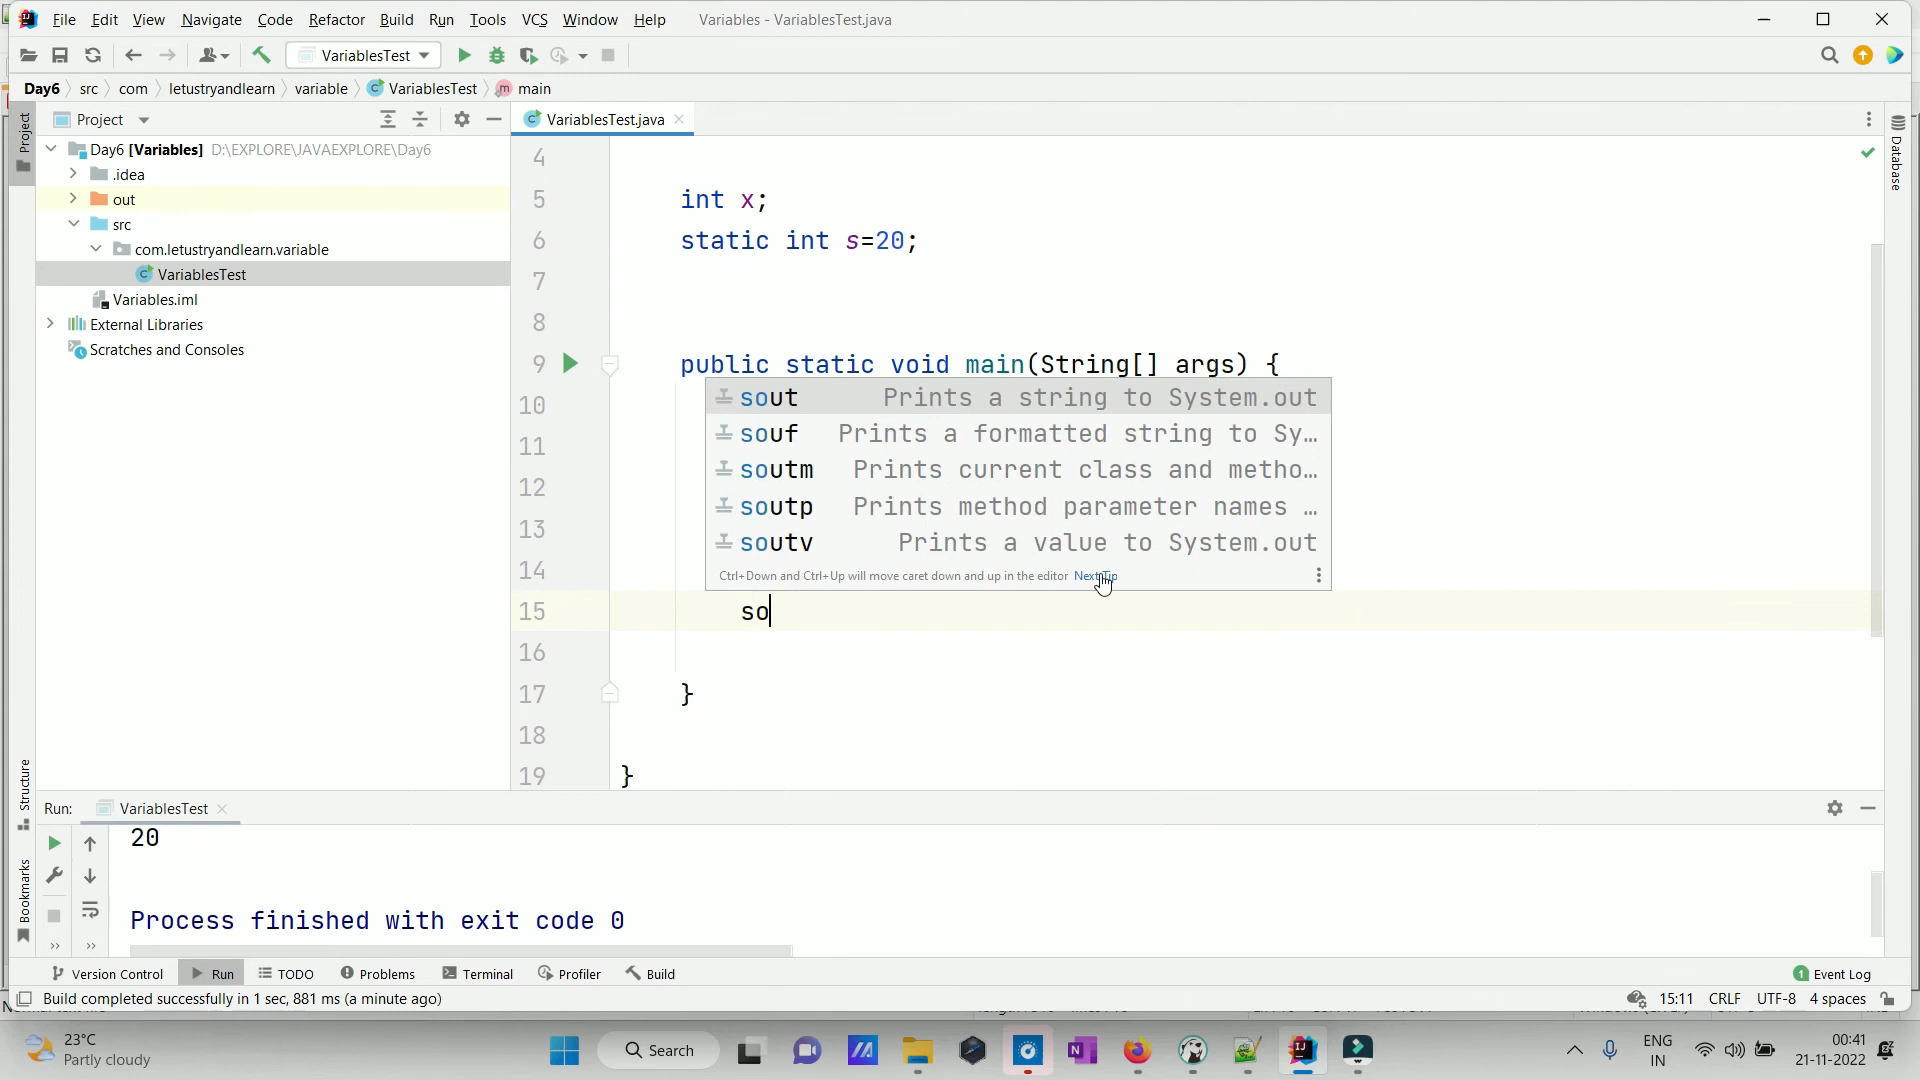 File Edit View Navigate Code Refactor Build Run Tools VCS Window Help Variables - VariablesTest.java
VariablesTest
Day6 src com letustryandlearn variable VariablesTest main
Project
Project
VariablesTest.java
Database
Day6 [Variables] D:\EXPLORE\JAVAEXPLORE\Day6
.idea
out
src
com.letustryandlearn.variable
VariablesTest
Variables.iml
External Libraries
Scratches and Consoles
4
5 int x;
6 static int s=20;
7
8
9 public static void main(String[] args) {
10
11
12
13
14
sout Prints a string to System.out
souf Prints a formatted string to Sy…
soutm Prints current class and metho…
soutp Prints method parameter names …
soutv Prints a value to System.out
Ctrl+Down and Ctrl+Up will move caret down and up in the editor Next Tip
15 so
16
17 }
18
19 }
Structure
Bookmarks
Run: VariablesTest
20
Process finished with exit code 0
Version Control Run TODO Problems Terminal Profiler Build Event Log
Build completed successfully in 1 sec, 881 ms (a minute ago) 15:11 CRLF UTF-8 4 spaces
23°C
Partly cloudy
Search
ENG
IN
00:41
21-11-2022